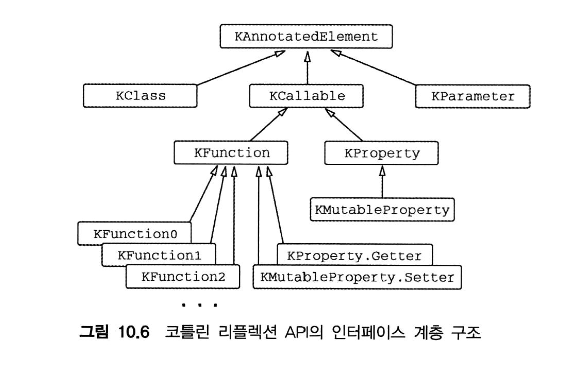 KAnnotatedElement
KClass
KCallable
KParameter
KFunction
KProperty
KMutableProperty
KFunction0
KFunction1
KProperty.Getter
KFunction2
KMutableProperty.Setter
...
그림 10.6 코틀린 리플렉션 API의 인터페이스 계층 구조